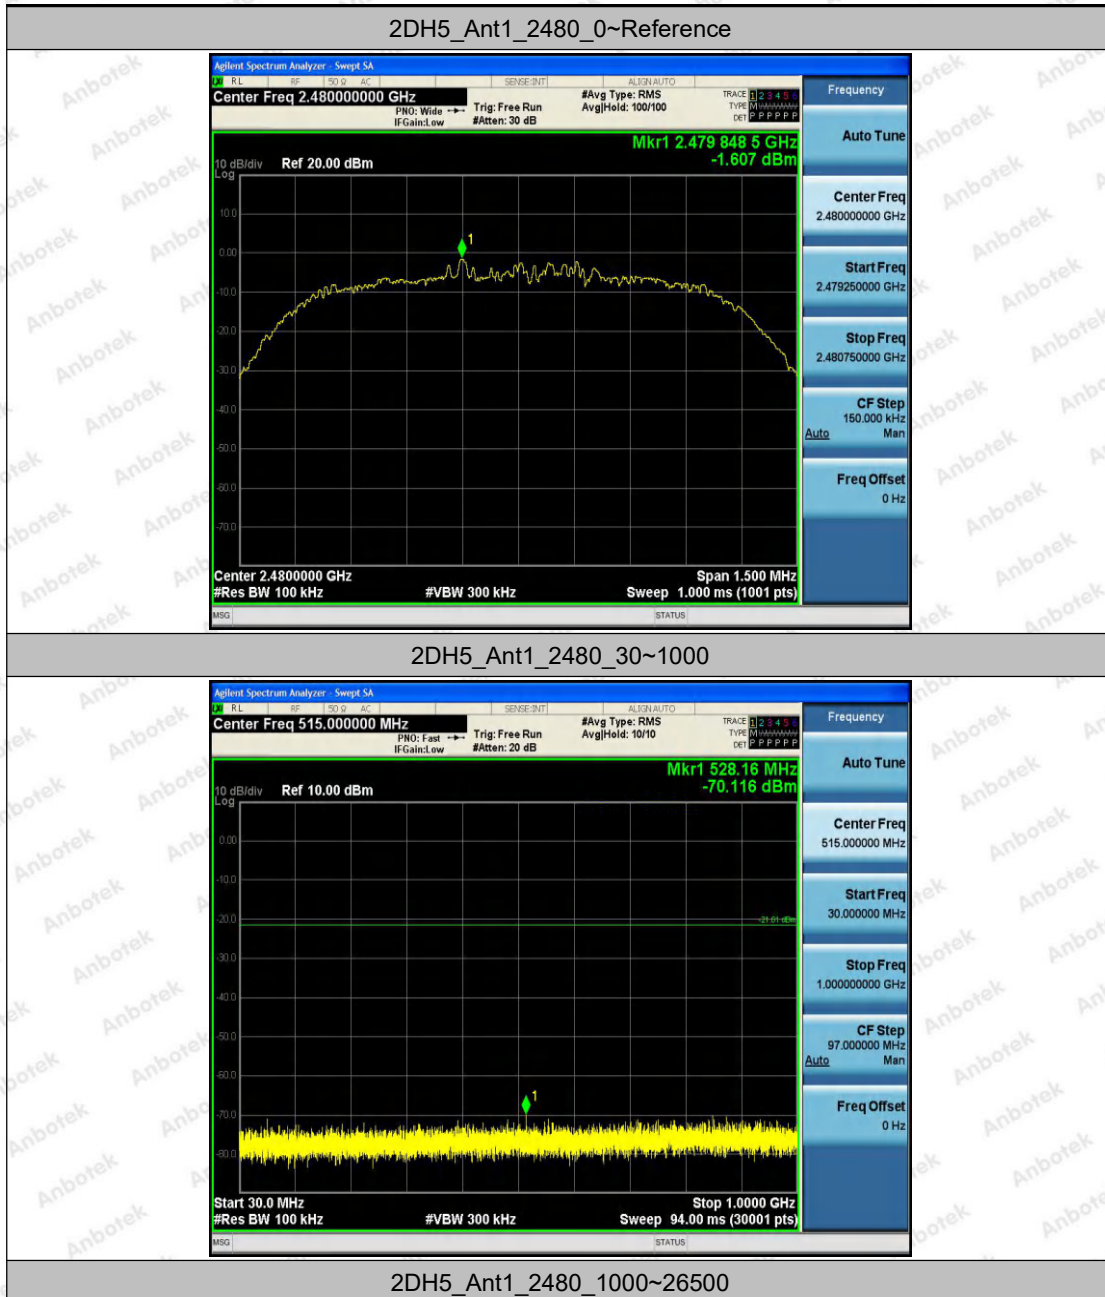 2DH5_Ant1_2480_0~Reference
Agilent Spectrum Analyzer - Swept SA
RL RF 50 Ω AC SENSE:INT ALIGN AUTO
Center Freq 2.480000000 GHz
PNO: Wide
IFGain:Low
Trig: Free Run
#Atten: 30 dB
#Avg Type: RMS
Avg|Hold: 100/100
TRACE 1 2 3 4 5 6
TYPE M
DET P P P P P P
Mkr1 2.479 848 5 GHz
-1.607 dBm
10 dB/div Ref 20.00 dBm
Log
10.0
0.00
-10.0
-20.0
-30.0
-40.0
-50.0
-60.0
-70.0
1
Center 2.4800000 GHz Span 1.500 MHz
#Res BW 100 kHz #VBW 300 kHz Sweep 1.000 ms (1001 pts)
MSG STATUS
Frequency
Auto Tune
Center Freq
2.480000000 GHz
Start Freq
2.479250000 GHz
Stop Freq
2.480750000 GHz
CF Step
150.000 kHz
Auto Man
Freq Offset
0 Hz
2DH5_Ant1_2480_30~1000
Agilent Spectrum Analyzer - Swept SA
RL RF 50 Ω AC SENSE:INT ALIGN AUTO
Center Freq 515.000000 MHz
PNO: Fast
IFGain:Low
Trig: Free Run
#Atten: 20 dB
#Avg Type: RMS
Avg|Hold: 10/10
TRACE 1 2 3 4 5 6
TYPE M
DET P P P P P P
Mkr1 528.16 MHz
-70.116 dBm
10 dB/div Ref 10.00 dBm
Log
0.00
-10.0
-20.0
-21.61 dBm
-30.0
-40.0
-50.0
-60.0
-70.0
-80.0
1
Start 30.0 MHz Stop 1.0000 GHz
#Res BW 100 kHz #VBW 300 kHz Sweep 94.00 ms (30001 pts)
MSG STATUS
Frequency
Auto Tune
Center Freq
515.000000 MHz
Start Freq
30.000000 MHz
Stop Freq
1.000000000 GHz
CF Step
97.000000 MHz
Auto Man
Freq Offset
0 Hz
2DH5_Ant1_2480_1000~26500